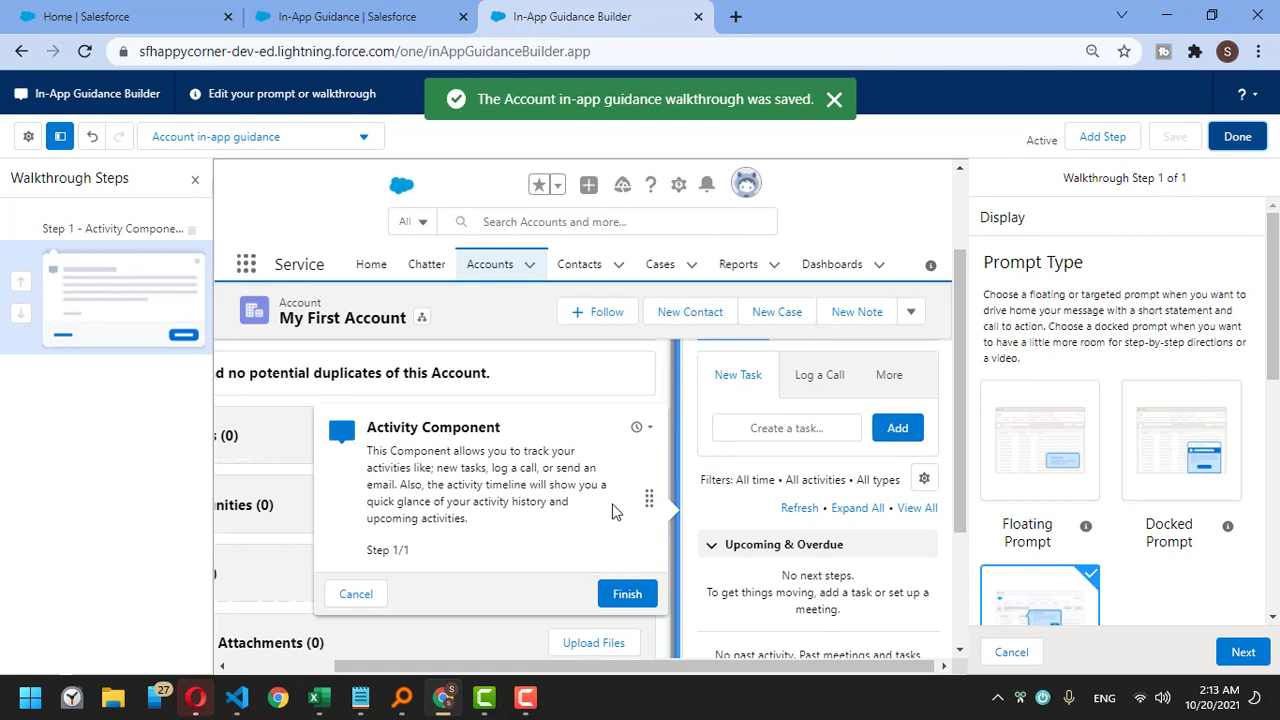 Home | Salesforce
In-App Guidance | Salesforce
In-App Guidance Builder
sfhappycorner-dev-ed.lightning.force.com/one/inAppGuidanceBuilder.app
S
In-App Guidance Builder
Edit your prompt or walkthrough
The Account in-app guidance walkthrough was saved.
?
Account in-app guidance
Active
Add Step
Save
Done
Walkthrough Steps
Step 1 - Activity Compone...
All
Search Accounts and more...
Service
Home
Chatter
Accounts
Contacts
Cases
Reports
Dashboards
Account
My First Account
Follow
New Contact
New Case
New Note
d no potential duplicates of this Account.
s (0)
unities (0)
)
Attachments (0)
Upload Files
Activity Component
This Component allows you to track your
activities like; new tasks, log a call, or send an
email. Also, the activity timeline will show you a
quick glance of your activity history and
upcoming activities.
Step 1/1
Cancel
Finish
New Task
Log a Call
More
Create a task...
Add
Filters: All time • All activities • All types
Refresh • Expand All • View All
Upcoming & Overdue
No next steps.
To get things moving, add a task or set up a
meeting.
No past activity. Past meetings and tasks
Walkthrough Step 1 of 1
Display
Prompt Type
Choose a floating or targeted prompt when you want to
drive home your message with a short statement and
call to action. Choose a docked prompt when you want
to have a little more room for step-by-step directions or
a video.
Floating
Prompt
Docked
Prompt
Cancel
Next
27
S
ENG
2:13 AM
10/20/2021